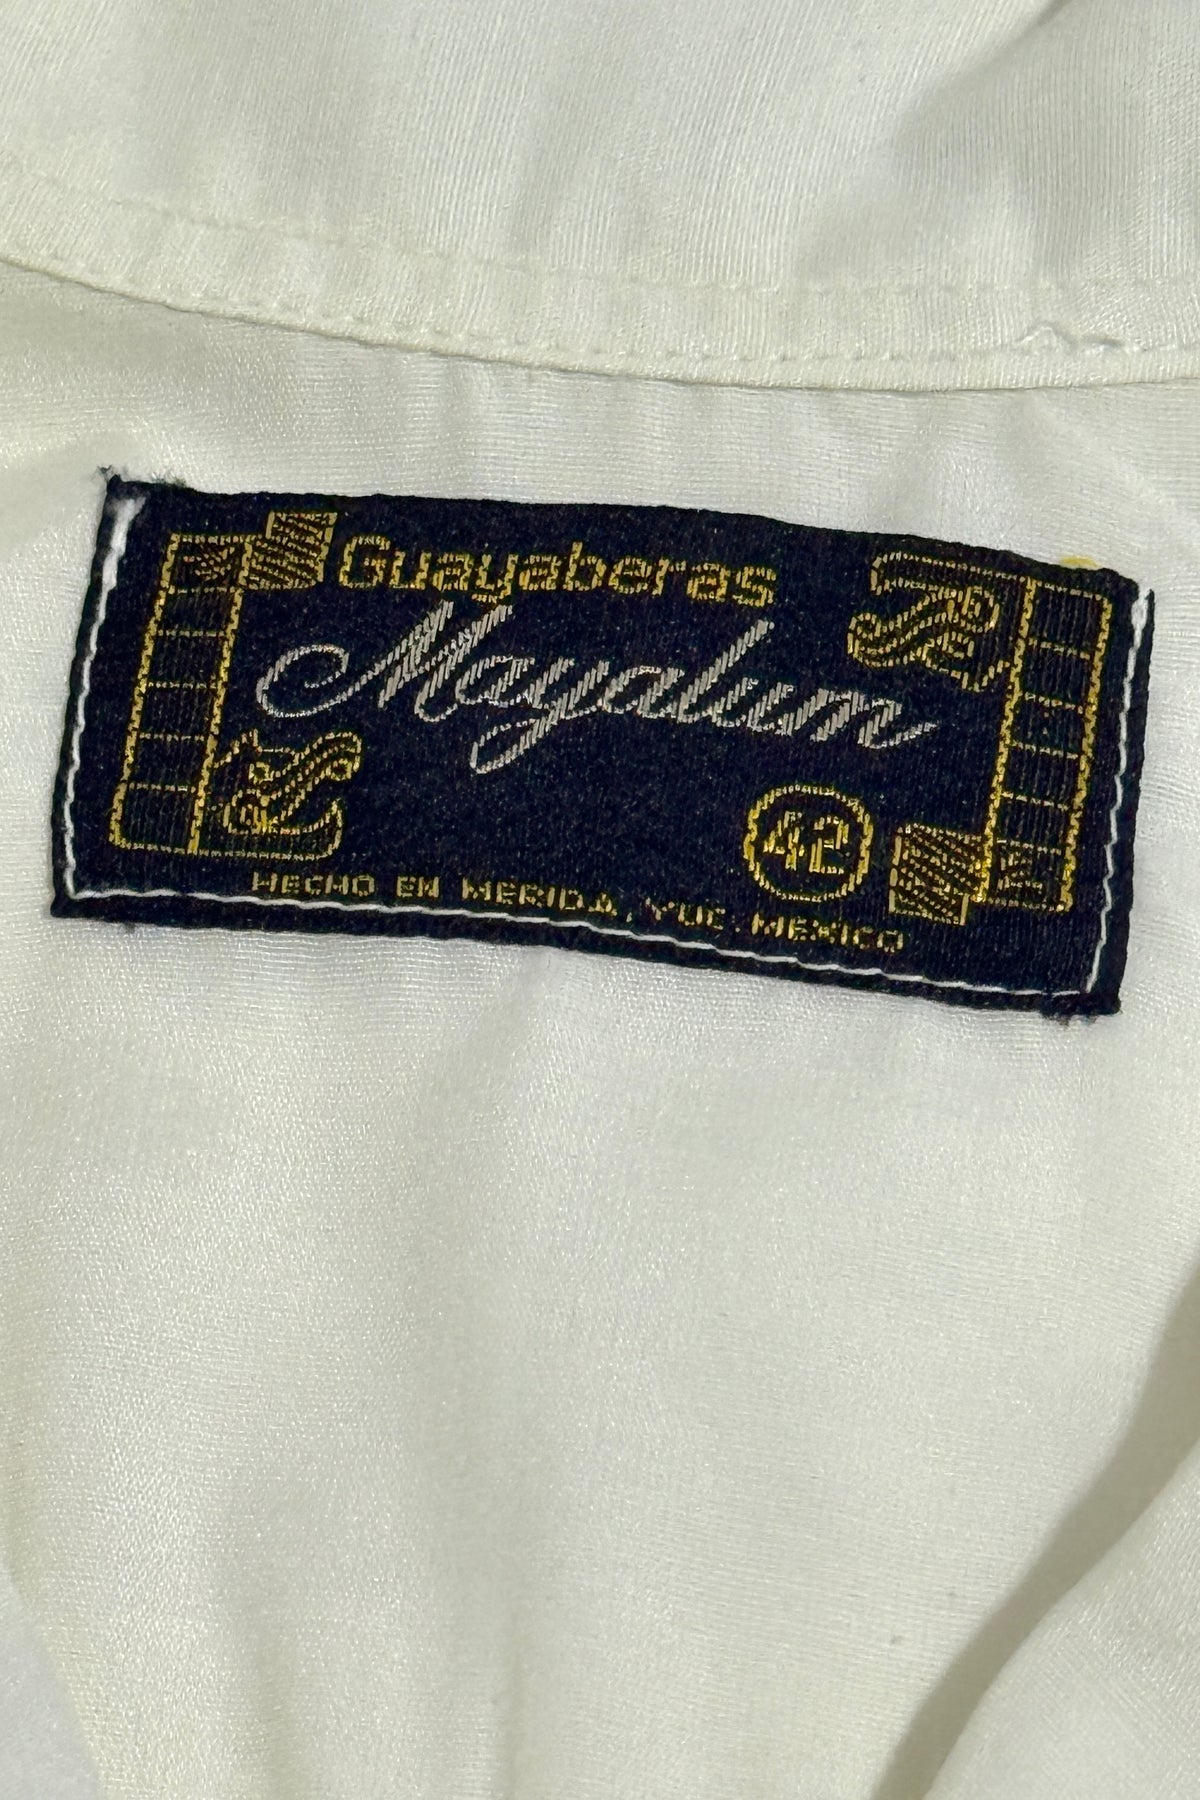 Guayaberas
Mayalum
42
HECHO EN MERIDA, YUC. MEXICO